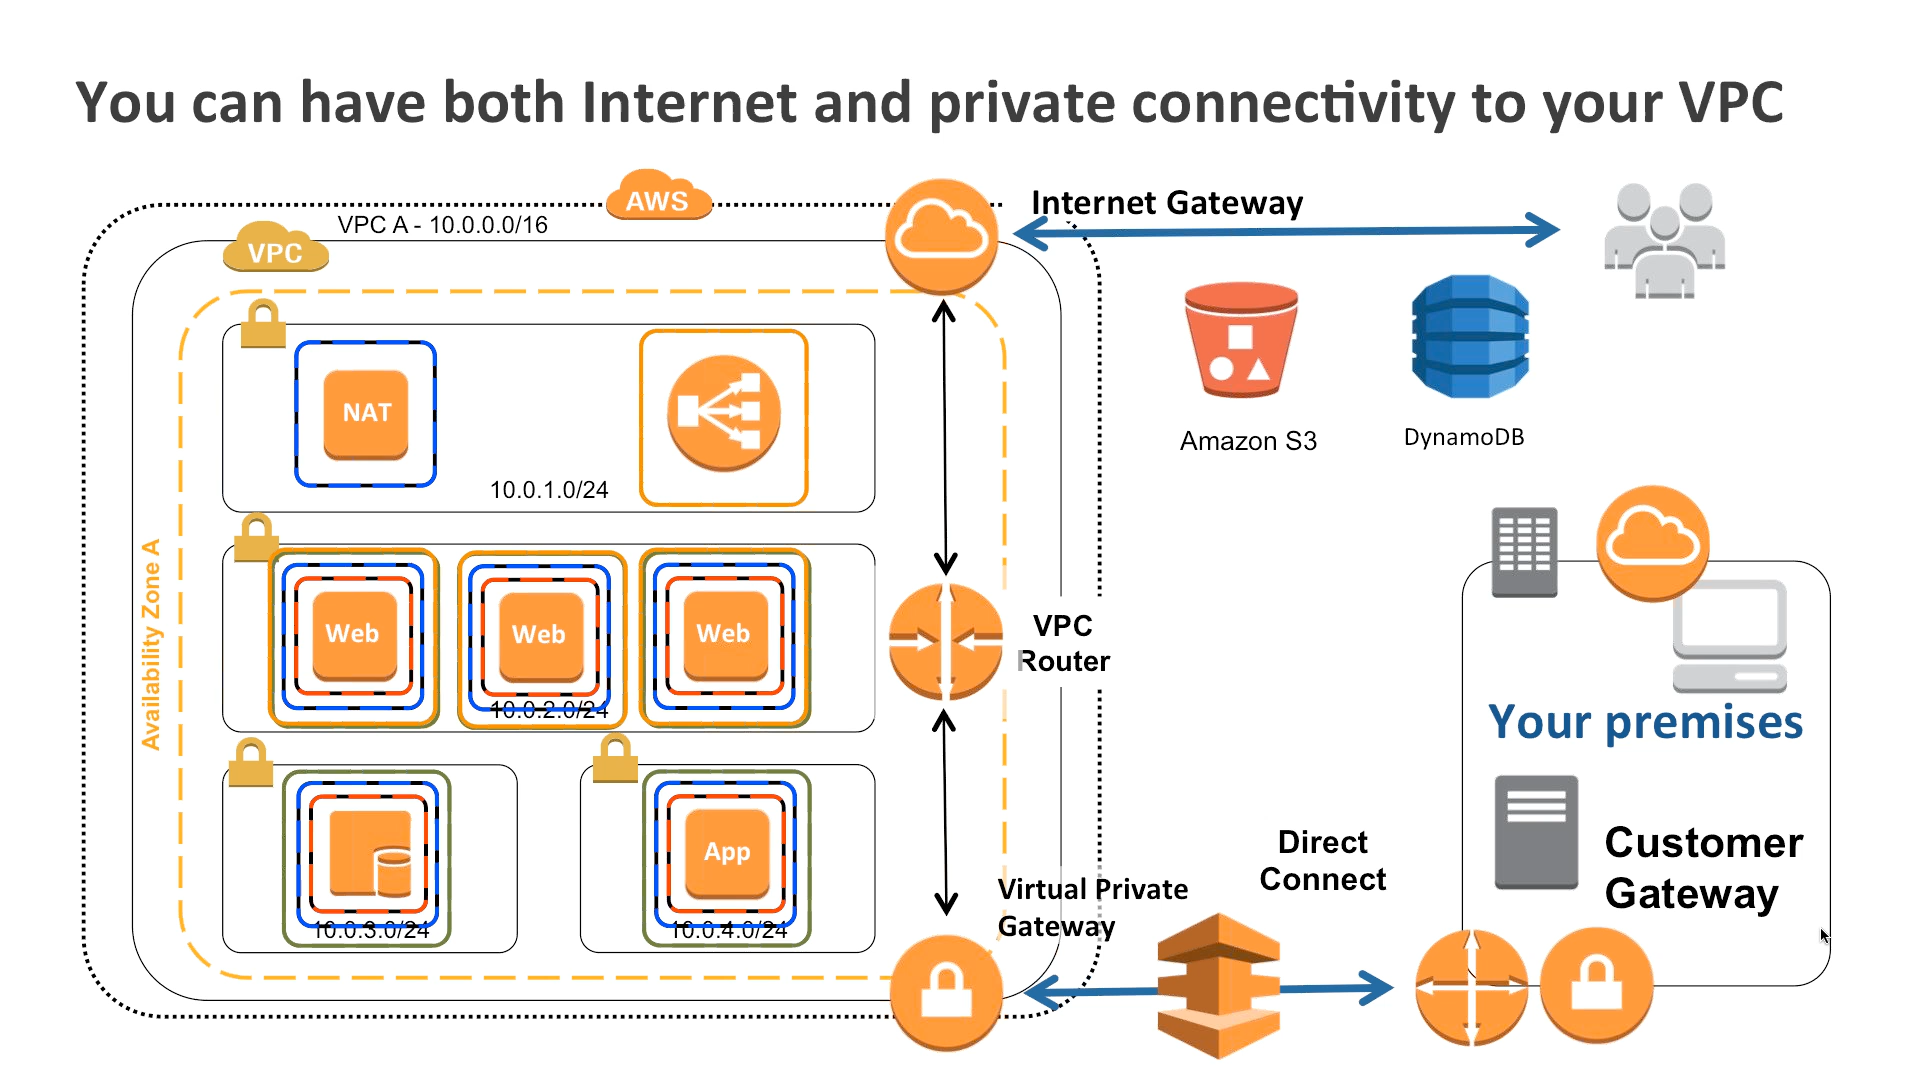 You can have both Internet and private connectivity to your VPC
AWS
Internet Gateway
VPC A - 10.0.0.0/16
VPC
NAT
10.0.1.0/24
Amazon S3
DynamoDB
Availability Zone A
Web
Web
Web
10.0.2.0/24
VPC
Router
Your premises
App
10.0.3.0/24
10.0.4.0/24
Virtual Private
Gateway
Direct
Connect
Customer
Gateway